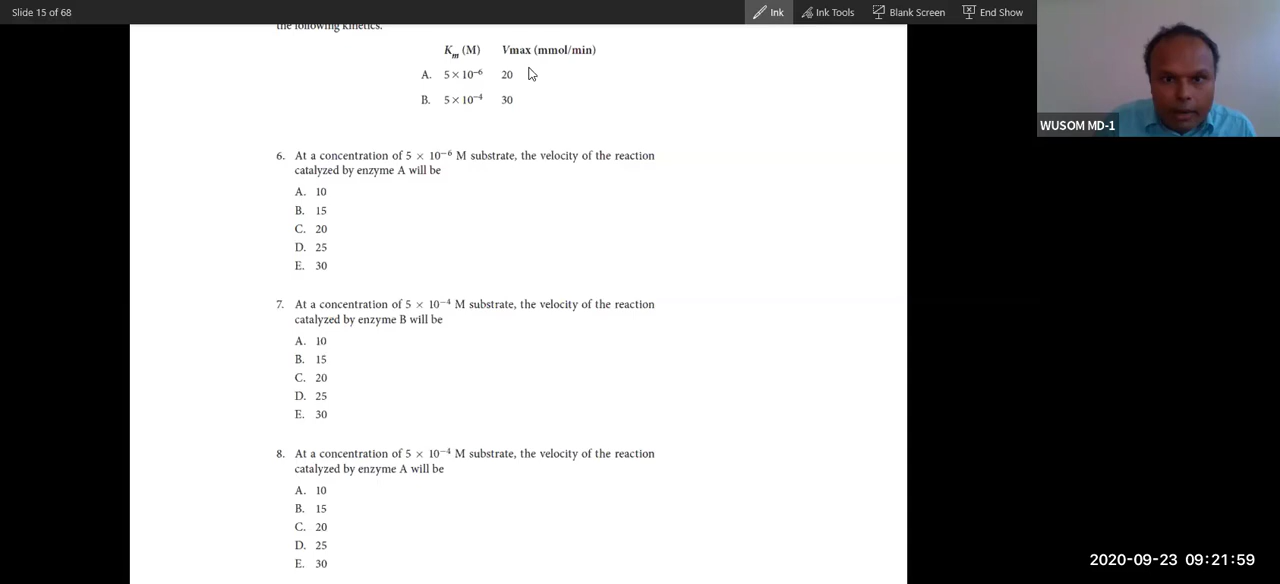 Slide 15 of 68
Ink Ink Tools Blank Screen End Show
the following kinetics.
Km (M) Vmax (mmol/min)
A. 5 × 10−6 20
B. 5 × 10−4 30
WUSOM MD-1
6. At a concentration of 5 × 10−6 M substrate, the velocity of the reaction
catalyzed by enzyme A will be
A. 10
B. 15
C. 20
D. 25
E. 30
7. At a concentration of 5 × 10−4 M substrate, the velocity of the reaction
catalyzed by enzyme B will be
A. 10
B. 15
C. 20
D. 25
E. 30
8. At a concentration of 5 × 10−4 M substrate, the velocity of the reaction
catalyzed by enzyme A will be
A. 10
B. 15
C. 20
D. 25
E. 30
2020-09-23 09:21:59